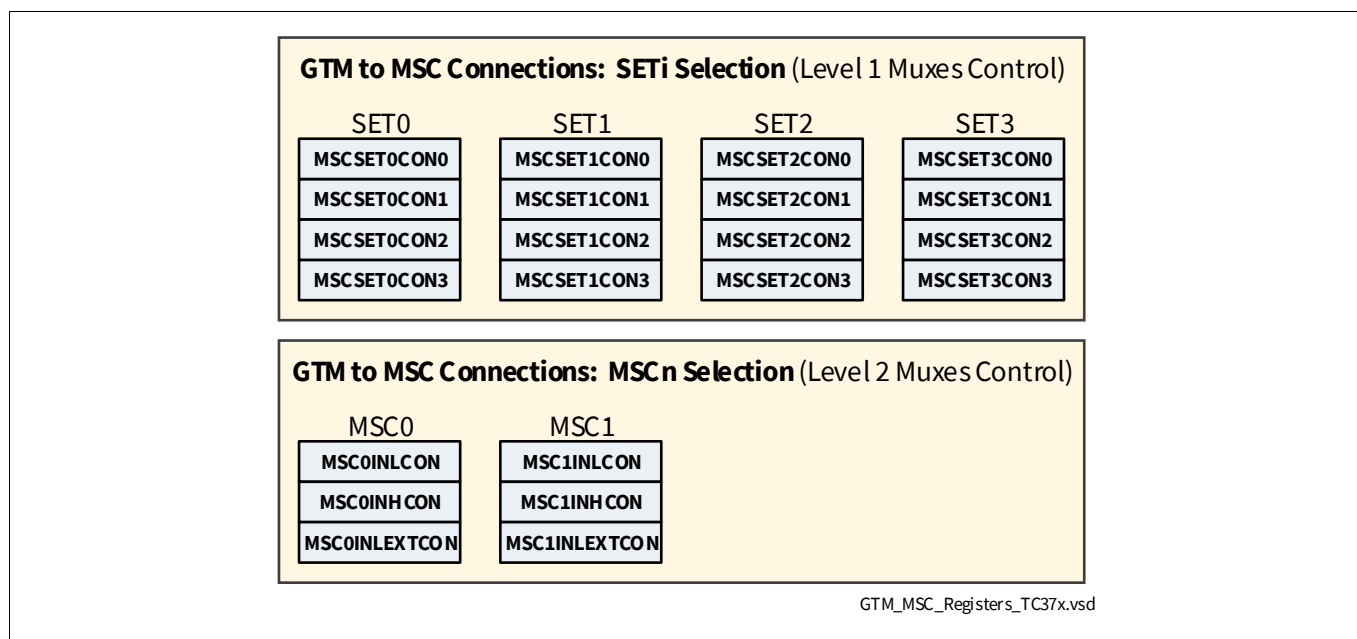 GTM to MSC Connections: SETi Selection (Level 1 Muxes Control)
SET0 SET1 SET2 SET3
MSCSET0CON0 MSCSET1CON0 MSCSET2CON0 MSCSET3CON0
MSCSET0CON1 MSCSET1CON1 MSCSET2CON1 MSCSET3CON1
MSCSET0CON2 MSCSET1CON2 MSCSET2CON2 MSCSET3CON2
MSCSET0CON3 MSCSET1CON3 MSCSET2CON3 MSCSET3CON3
GTM to MSC Connections: MSCn Selection (Level 2 Muxes Control)
MSC0 MSC1
MSC0INLCON MSC1INLCON
MSC0INHCON MSC1INHCON
MSC0INLEXTCON MSC1INLEXTCON
GTM_MSC_Registers_TC37x.vsd